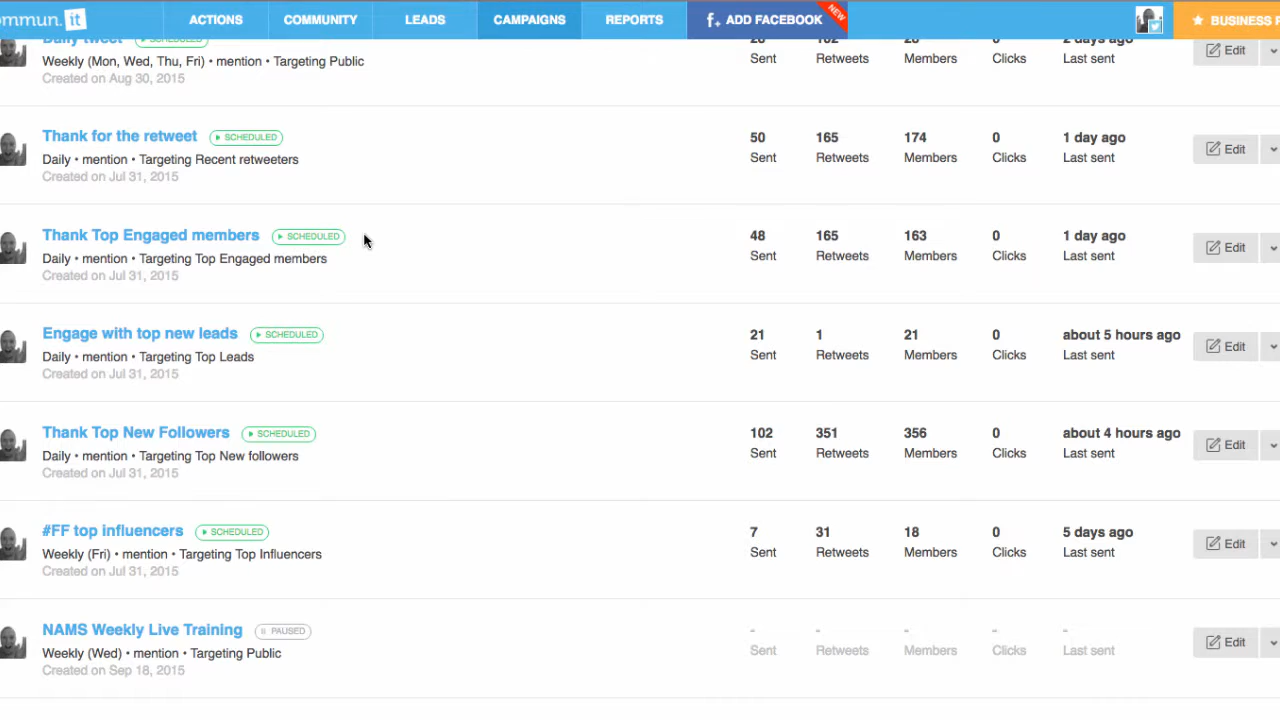 ommun.it ACTIONS COMMUNITY LEADS CAMPAIGNS REPORTS f+ ADD FACEBOOK NEW BUSINESS
Daily tweet SCHEDULED
Weekly (Mon, Wed, Thu, Fri) • mention • Targeting Public
Created on Aug 30, 2015
Sent Retweets Members Clicks
2 days ago
Last sent
Edit
Thank for the retweet SCHEDULED
Daily • mention • Targeting Recent retweeters
Created on Jul 31, 2015
50 165 174 0 1 day ago
Sent Retweets Members Clicks Last sent
Edit
Thank Top Engaged members SCHEDULED
Daily • mention • Targeting Top Engaged members
Created on Jul 31, 2015
48 165 163 0 1 day ago
Sent Retweets Members Clicks Last sent
Edit
Engage with top new leads SCHEDULED
Daily • mention • Targeting Top Leads
Created on Jul 31, 2015
21 1 21 0 about 5 hours ago
Sent Retweets Members Clicks Last sent
Edit
Thank Top New Followers SCHEDULED
Daily • mention • Targeting Top New followers
Created on Jul 31, 2015
102 351 356 0 about 4 hours ago
Sent Retweets Members Clicks Last sent
Edit
#FF top influencers SCHEDULED
Weekly (Fri) • mention • Targeting Top Influencers
Created on Jul 31, 2015
7 31 18 0 5 days ago
Sent Retweets Members Clicks Last sent
Edit
NAMS Weekly Live Training PAUSED
Weekly (Wed) • mention • Targeting Public
Created on Sep 18, 2015
- - - - -
Sent Retweets Members Clicks Last sent
Edit